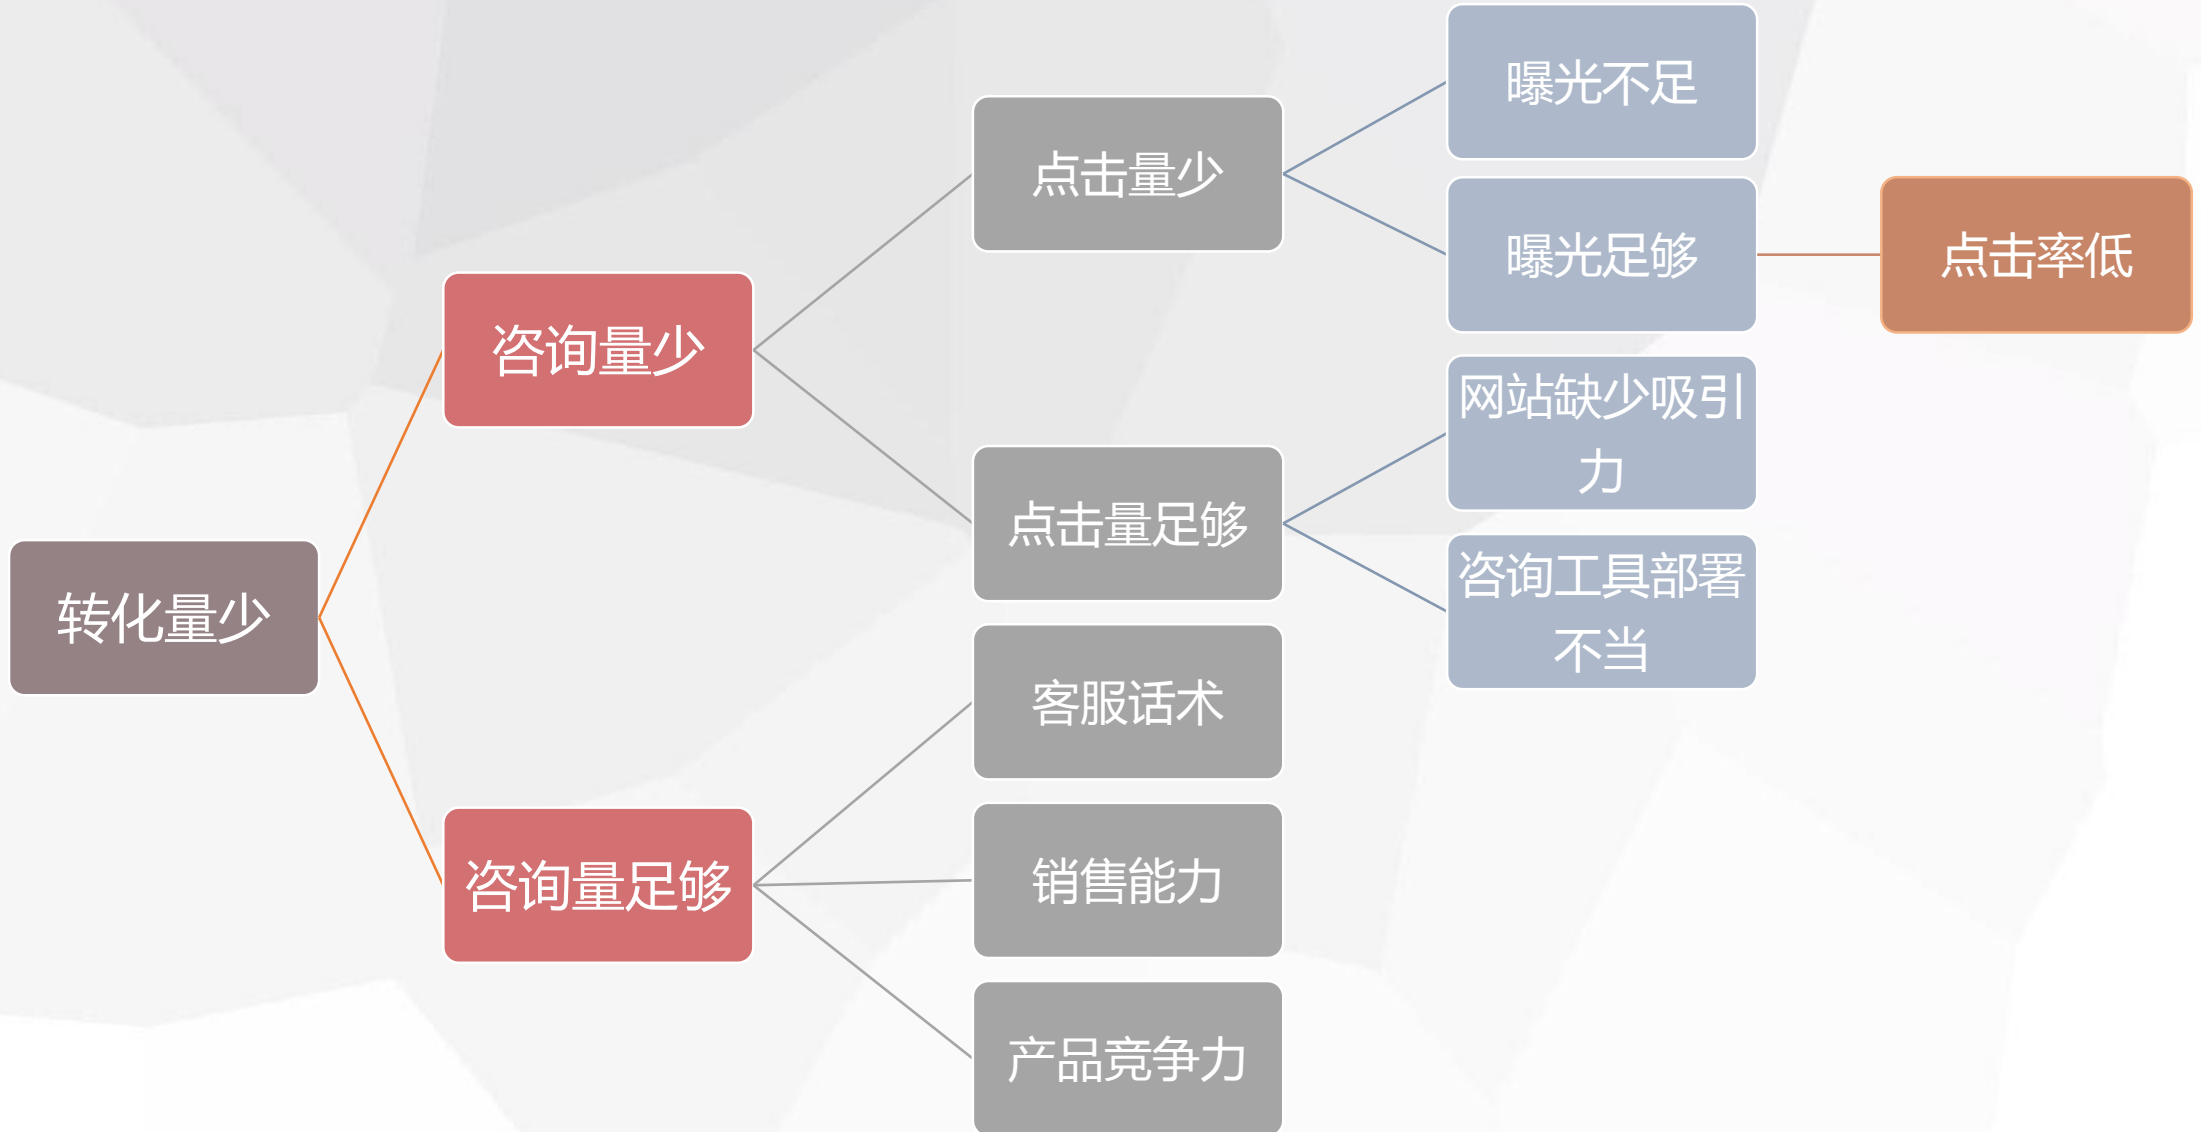 曝光不足
点击量少
曝光足够
点击率低
咨询量少
网站缺少吸引
力
点击量足够
咨询工具部署
不当
转化量少
客服话术
咨询量足够
销售能力
产品竞争力